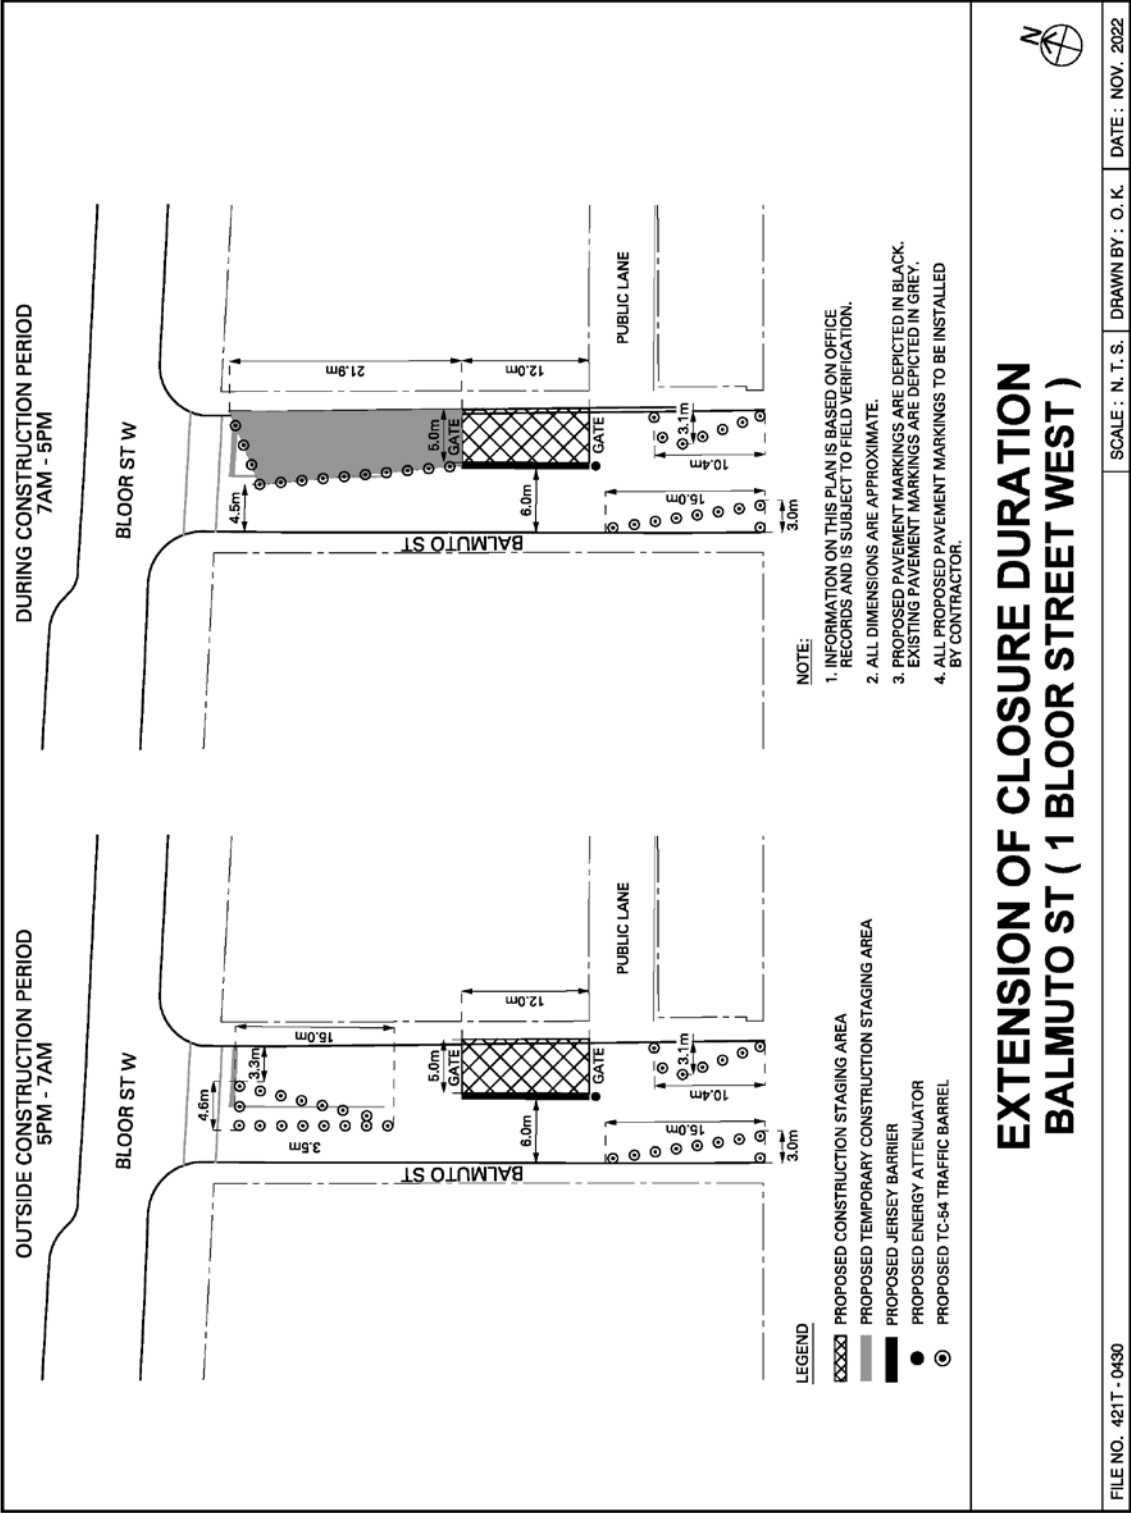 OUTSIDE CONSTRUCTION PERIOD
5PM - 7AM
BLOOR ST W
4.6m
3.3m
15.0m
3.5m
BALMUTO ST
5.0m
GATE
12.0m
6.0m
GATE
PUBLIC LANE
15.0m
3.0m
3.1m
10.4m
DURING CONSTRUCTION PERIOD
7AM - 5PM
BLOOR ST W
4.5m
21.9m
BALMUTO ST
5.0m
GATE
12.0m
6.0m
GATE
PUBLIC LANE
15.0m
3.0m
3.1m
10.4m
LEGEND
PROPOSED CONSTRUCTION STAGING AREA
PROPOSED TEMPORARY CONSTRUCTION STAGING AREA
PROPOSED JERSEY BARRIER
PROPOSED ENERGY ATTENUATOR
PROPOSED TC-54 TRAFFIC BARREL
NOTE:
1. INFORMATION ON THIS PLAN IS BASED ON OFFICE
RECORDS AND IS SUBJECT TO FIELD VERIFICATION.
2. ALL DIMENSIONS ARE APPROXIMATE.
3. PROPOSED PAVEMENT MARKINGS ARE DEPICTED IN BLACK.
EXISTING PAVEMENT MARKINGS ARE DEPICTED IN GREY.
4. ALL PROPOSED PAVEMENT MARKINGS TO BE INSTALLED
BY CONTRACTOR.
EXTENSION OF CLOSURE DURATION
BALMUTO ST ( 1 BLOOR STREET WEST )
N
FILE NO. 421T - 0430
SCALE : N. T. S.
DRAWN BY : O. K.
DATE : NOV. 2022